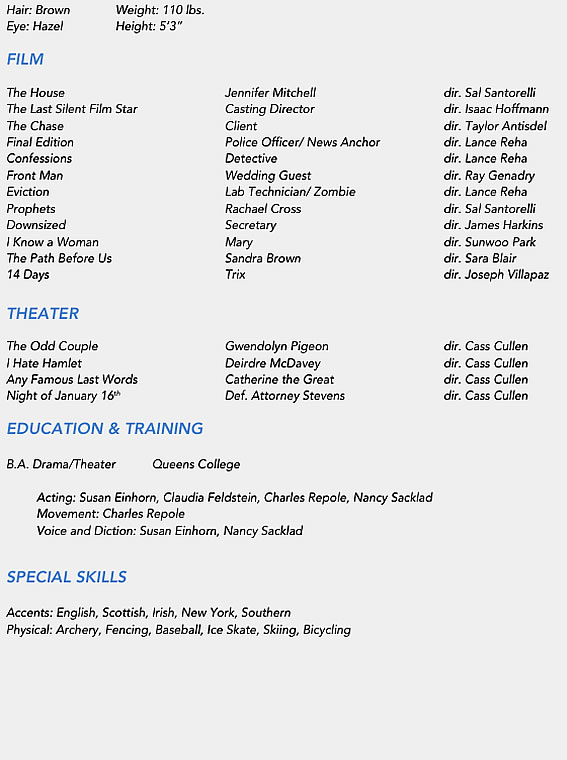 Hair: Brown Weight: 110 lbs.
Eye: Hazel Height: 5'3"
FILM
The House Jennifer Mitchell dir. Sal Santorelli
The Last Silent Film Star Casting Director dir. Isaac Hoffmann
The Chase Client dir. Taylor Antisdel
Final Edition Police Officer/ News Anchor dir. Lance Reha
Confessions Detective dir. Lance Reha
Front Man Wedding Guest dir. Ray Genadry
Eviction Lab Technician/ Zombie dir. Lance Reha
Prophets Rachael Cross dir. Sal Santorelli
Downsized Secretary dir. James Harkins
I Know a Woman Mary dir. Sunwoo Park
The Path Before Us Sandra Brown dir. Sara Blair
14 Days Trix dir. Joseph Villapaz
THEATER
The Odd Couple Gwendolyn Pigeon dir. Cass Cullen
I Hate Hamlet Deirdre McDavey dir. Cass Cullen
Any Famous Last Words Catherine the Great dir. Cass Cullen
Night of January 16th Def. Attorney Stevens dir. Cass Cullen
EDUCATION & TRAINING
B.A. Drama/Theater Queens College
Acting: Susan Einhorn, Claudia Feldstein, Charles Repole, Nancy Sacklad
Movement: Charles Repole
Voice and Diction: Susan Einhorn, Nancy Sacklad
SPECIAL SKILLS
Accents: English, Scottish, Irish, New York, Southern
Physical: Archery, Fencing, Baseball, Ice Skate, Skiing, Bicycling